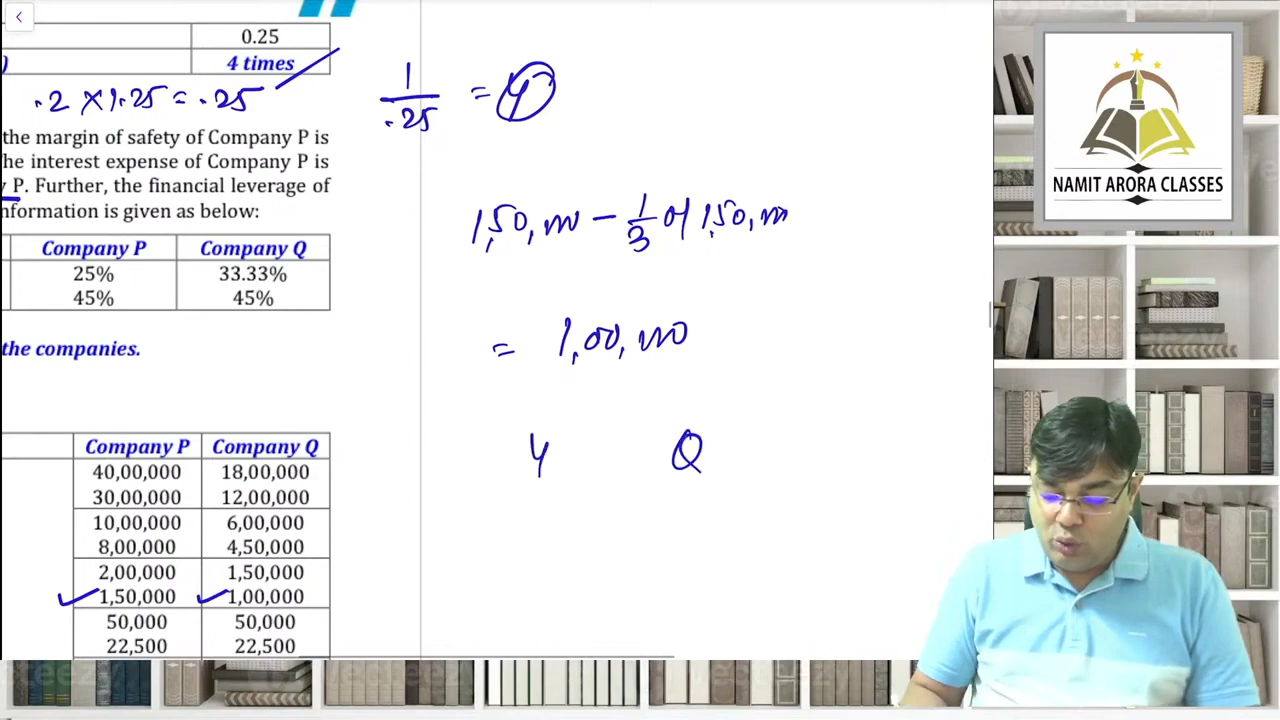 0.25
) 4 times
.2 × 1.25 = .25
1/.25 = 4
the margin of safety of Company P is
he interest expense of Company P is
y P. Further, the financial leverage of
nformation is given as below:
Company P Company Q
25% 33.33%
45% 45%
the companies.
Company P Company Q
40,00,000 18,00,000
30,00,000 12,00,000
10,00,000 6,00,000
8,00,000 4,50,000
2,00,000 1,50,000
1,50,000 1,00,000
50,000 50,000
22,500 22,500
1,50,000 - 1/3 of 1,50,000
= 1,00,000
Q
NAMIT ARORA CLASSES